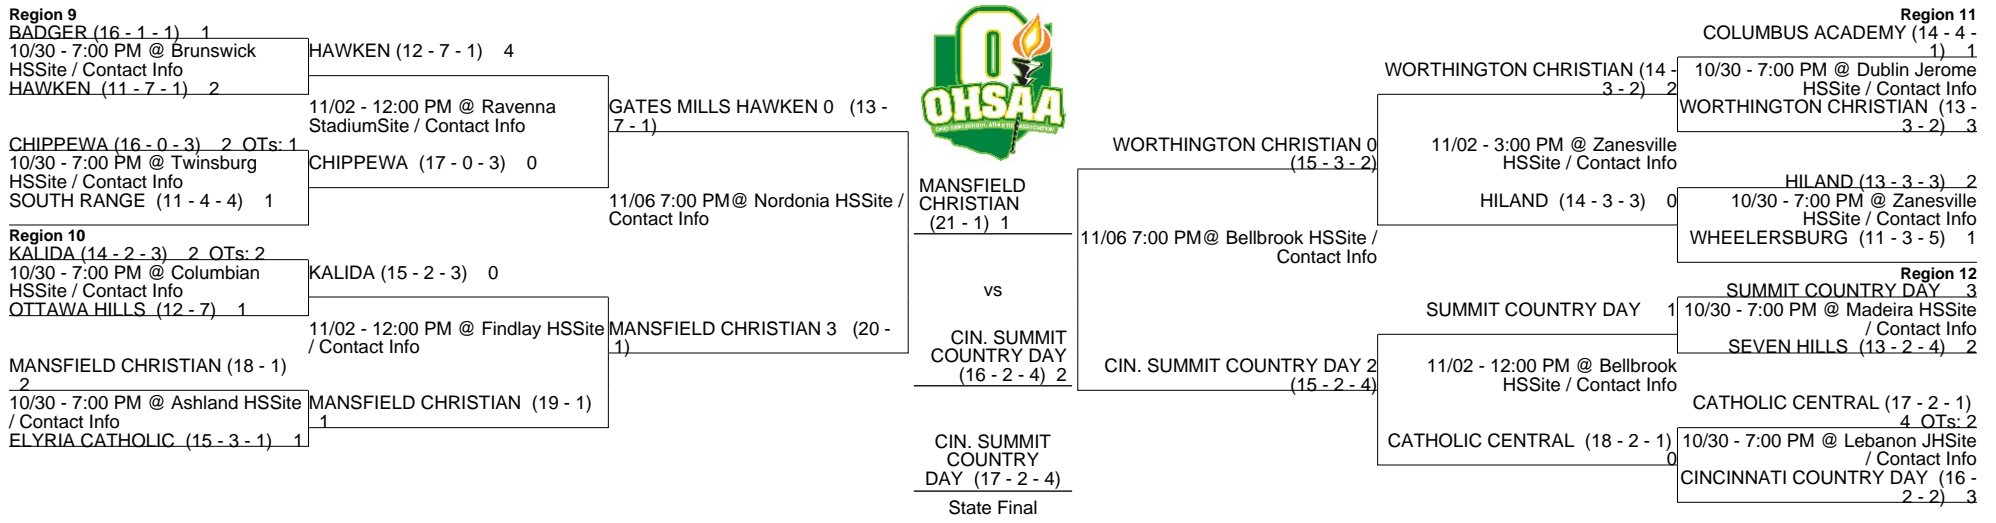 Region 9
BADGER (16 - 1 - 1)    1
10/30 - 7:00 PM @ Brunswick
HSSite / Contact Info
HAWKEN  (11 - 7 - 1)    2
CHIPPEWA (16 - 0 - 3)    2  OTs: 1
10/30 - 7:00 PM @ Twinsburg
HSSite / Contact Info
SOUTH RANGE  (11 - 4 - 4)    1
Region 10
KALIDA (14 - 2 - 3)    2  OTs: 2
10/30 - 7:00 PM @ Columbian
HSSite / Contact Info
OTTAWA HILLS  (12 - 7)    1
MANSFIELD CHRISTIAN (18 - 1)
2
10/30 - 7:00 PM @ Ashland HSSite
/ Contact Info
ELYRIA CATHOLIC  (15 - 3 - 1)    1
HAWKEN (12 - 7 - 1)    4
11/02 - 12:00 PM @ Ravenna
StadiumSite / Contact Info
CHIPPEWA  (17 - 0 - 3)    0
KALIDA (15 - 2 - 3)    0
11/02 - 12:00 PM @ Findlay HSSite
/ Contact Info
MANSFIELD CHRISTIAN  (19 - 1)
1
GATES MILLS HAWKEN 0   (13 -
7 - 1)
11/06 7:00 PM@ Nordonia HSSite /
Contact Info
MANSFIELD CHRISTIAN 3   (20 -
1)
OHSAA
MANSFIELD
CHRISTIAN
(21 - 1)  1
vs
CIN. SUMMIT
COUNTRY DAY
(16 - 2 - 4)  2
CIN. SUMMIT
COUNTRY
DAY  (17 - 2 - 4)
State Final
WORTHINGTON CHRISTIAN 0
(15 - 3 - 2)
11/06 7:00 PM@ Bellbrook HSSite /
Contact Info
CIN. SUMMIT COUNTRY DAY 2
(15 - 2 - 4)
WORTHINGTON CHRISTIAN (14 -
3 - 2)    2
11/02 - 3:00 PM @ Zanesville
HSSite / Contact Info
HILAND  (14 - 3 - 3)    0
SUMMIT COUNTRY DAY    1
11/02 - 12:00 PM @ Bellbrook
HSSite / Contact Info
CATHOLIC CENTRAL  (18 - 2 - 1)
0
Region 11
COLUMBUS ACADEMY (14 - 4 -
1)    1
10/30 - 7:00 PM @ Dublin Jerome
HSSite / Contact Info
WORTHINGTON CHRISTIAN  (13 -
3 - 2)    3
HILAND (13 - 3 - 3)    2
10/30 - 7:00 PM @ Zanesville
HSSite / Contact Info
WHEELERSBURG  (11 - 3 - 5)    1
Region 12
SUMMIT COUNTRY DAY    3
10/30 - 7:00 PM @ Madeira HSSite
/ Contact Info
SEVEN HILLS  (13 - 2 - 4)    2
CATHOLIC CENTRAL (17 - 2 - 1)
4  OTs: 2
10/30 - 7:00 PM @ Lebanon JHSite
/ Contact Info
CINCINNATI COUNTRY DAY  (16 -
2 - 2)    3